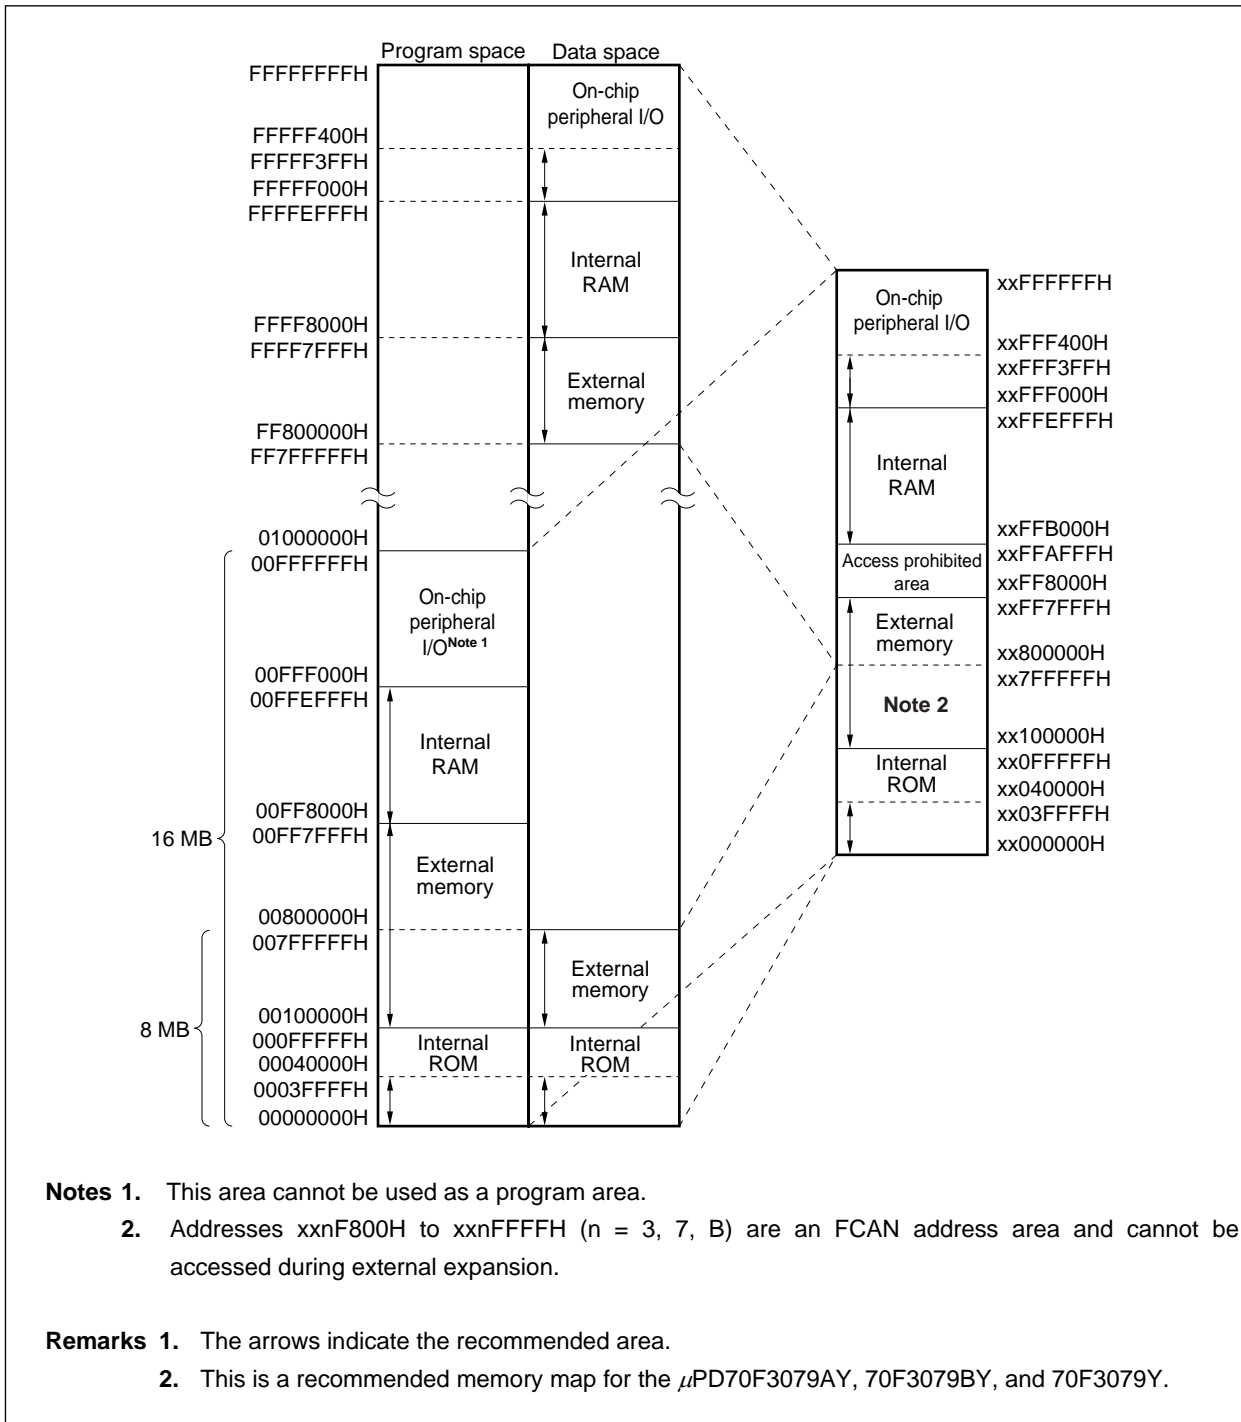 Program space
Data space
FFFFFFFFH
On-chip
peripheral I/O
FFFFF400H
FFFFF3FFH
FFFFF000H
FFFFEFFFH
Internal
RAM
FFFF8000H
FFFF7FFFH
External
memory
FF800000H
FF7FFFFFH
01000000H
00FFFFFFH
On-chip
peripheral
I/ONote 1
00FFF000H
00FFEFFFH
Internal
RAM
00FF8000H
00FF7FFFH
16 MB
External
memory
00800000H
007FFFFFH
External
memory
8 MB
00100000H
000FFFFFH
00040000H
0003FFFFH
00000000H
Internal
ROM
Internal
ROM
On-chip
peripheral I/O
xxFFFFFFH
xxFFF400H
xxFFF3FFH
xxFFF000H
xxFFEFFFH
Internal
RAM
xxFFB000H
xxFFAFFFH
Access prohibited
area
xxFF8000H
xxFF7FFFH
External
memory
xx800000H
xx7FFFFFH
Note 2
xx100000H
xx0FFFFFH
Internal
ROM
xx040000H
xx03FFFFH
xx000000H
Notes 1. This area cannot be used as a program area.
2. Addresses xxnF800H to xxnFFFFH (n = 3, 7, B) are an FCAN address area and cannot be
accessed during external expansion.
Remarks 1. The arrows indicate the recommended area.
2. This is a recommended memory map for the μPD70F3079AY, 70F3079BY, and 70F3079Y.